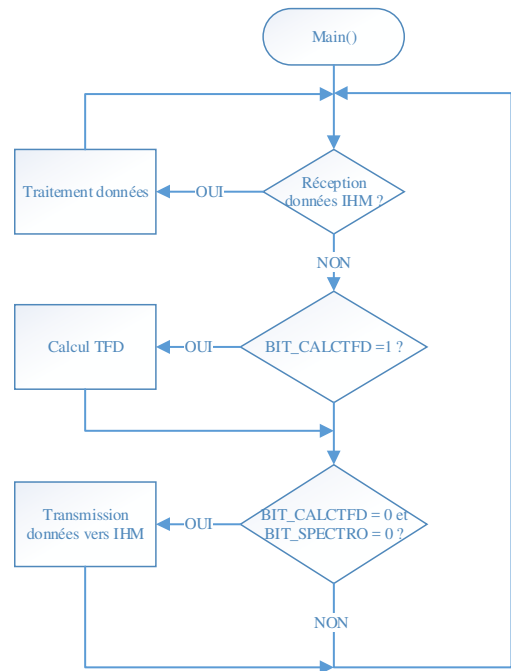 Main()
Réception
données IHM ?
OUI
Traitement données
NON
BIT_CALCTFD =1 ?
OUI
Calcul TFD
BIT_CALCTFD = 0 et
BIT_SPECTRO = 0 ?
OUI
Transmission
données vers IHM
NON